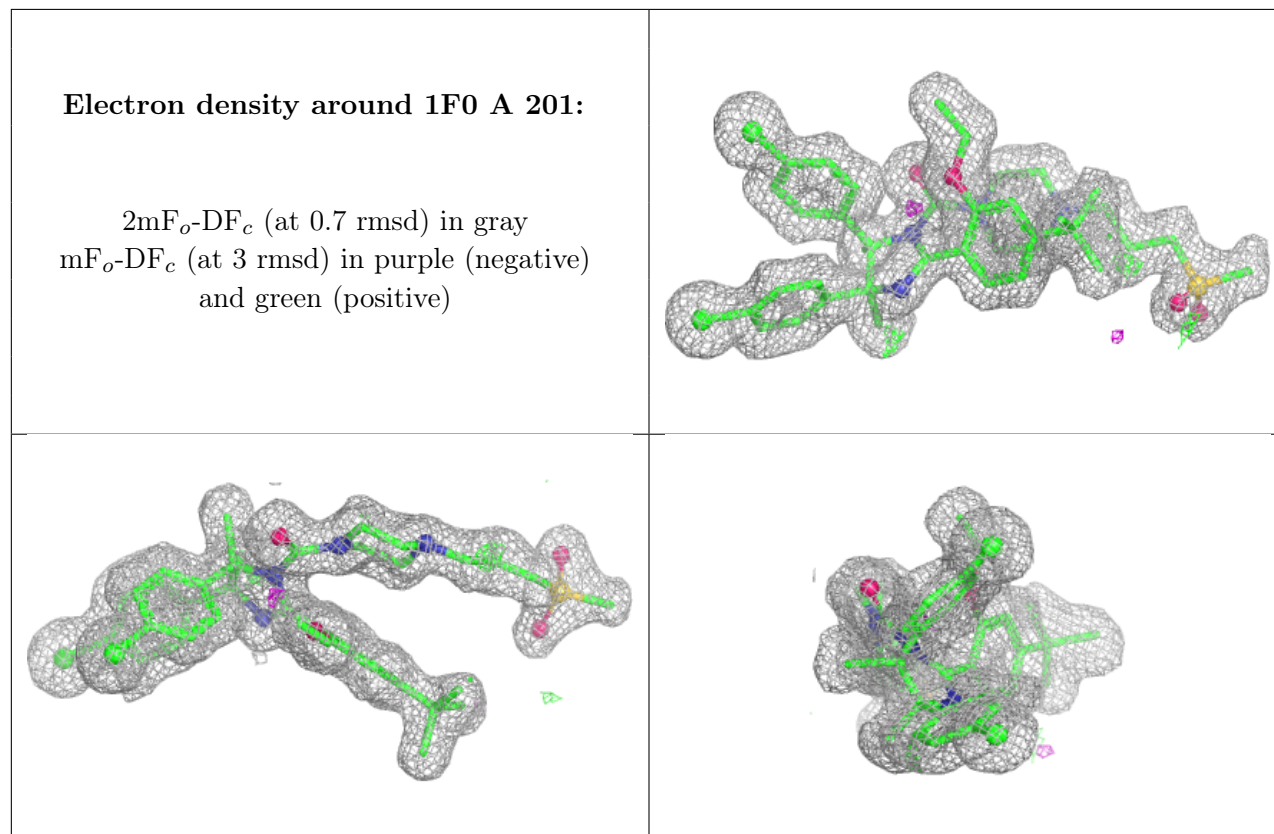 Electron density around 1F0 A 201:
2mFo-DFc (at 0.7 rmsd) in gray
mFo-DFc (at 3 rmsd) in purple (negative)
and green (positive)